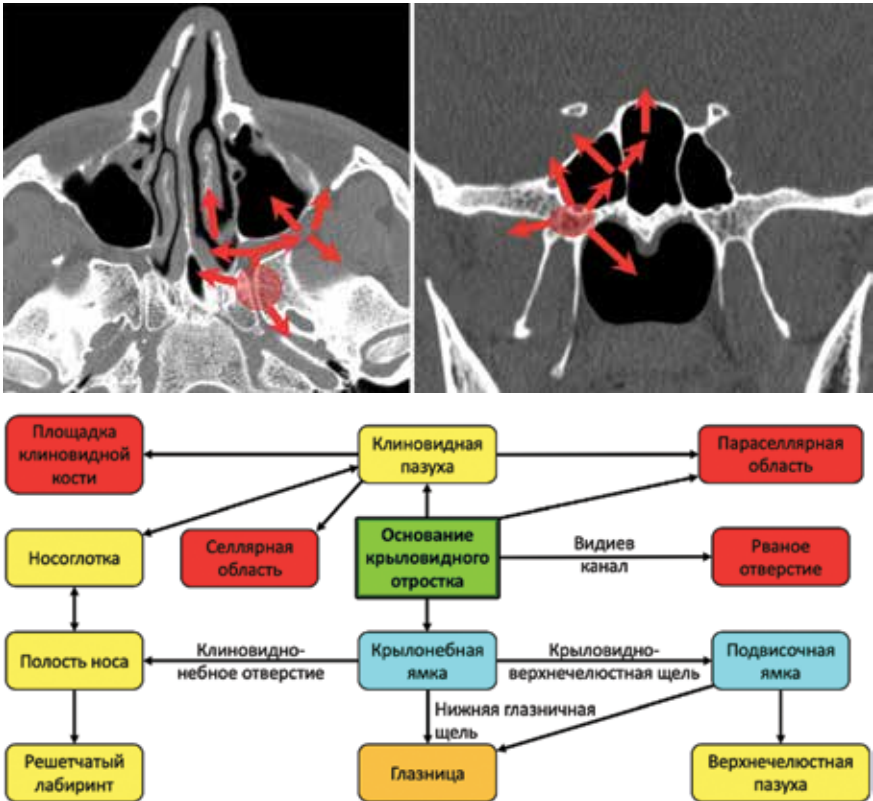 Площадка
клиновидной
кости
Клиновидная
пазуха
Параселлярная
область
Носоглотка
Селлярная
область
Основание
крыловидного
отростка
Видиев
канал
Рваное
отверстие
Полость носа
Клиновидно-
небное отверстие
Крылонебная
ямка
Крыловидно-
верхнечелюстная щель
Подвисочная
ямка
Нижняя глазничная
щель
Решетчатый
лабиринт
Глазница
Верхнечелюстная
пазуха